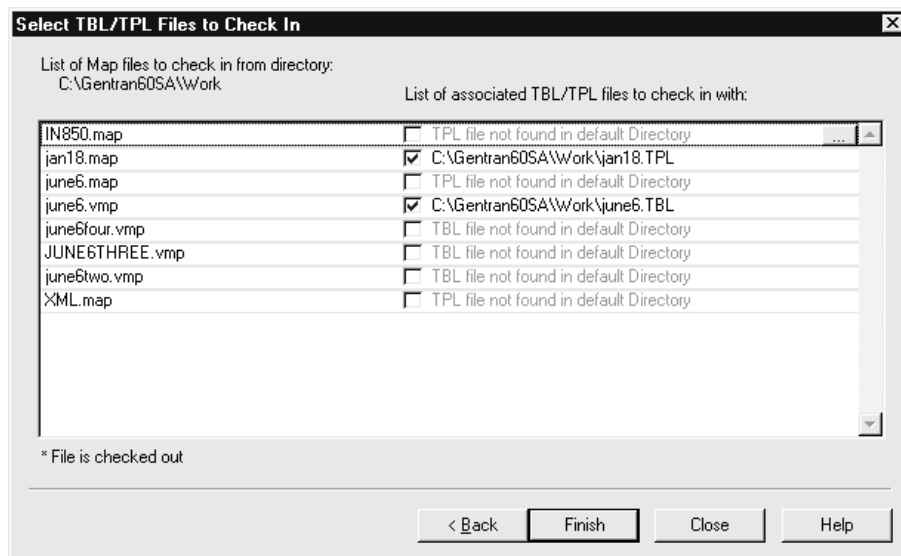 Select TBL/TPL Files to Check In
List of Map files to check in from directory:
C:\Gentran60SA\Work
List of associated TBL/TPL files to check in with:
IN850.map TPL file not found in default Directory ...
jan18.map C:\Gentran60SA\Work\jan18.TPL
june6.map TPL file not found in default Directory
june6.vmp C:\Gentran60SA\Work\june6.TBL
june6four.vmp TBL file not found in default Directory
JUNE6THREE.vmp TBL file not found in default Directory
june6two.vmp TBL file not found in default Directory
XML.map TPL file not found in default Directory
* File is checked out
< Back Finish Close Help